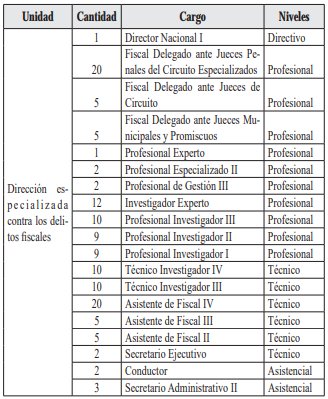 Unidad Cantidad Cargo Niveles
1 Director Nacional I Directivo
Fiscal Delegado ante Jueces Pe-
20 nales del Circuito Especializados Profesional
Fiscal Delegado ante Jueces de
5 Circuito Profesional
Fiscal Delegado ante Jueces Mu-
5 nicipales y Promiscuos Profesional
1 Profesional Experto Profesional
2 Profesional Especializado II Profesional
2 Profesional de Gestión III Profesional
Dirección es-
12 Investigador Experto Profesional
pecializada
10 Profesional Investigador III Profesional
contra los deli-
9 Profesional Investigador II Profesional
tos fiscales
9 Profesional Investigador I Profesional
10 Técnico Investigador IV Técnico
10 Técnico Investigador III Técnico
20 Asistente de Fiscal IV Técnico
5 Asistente de Fiscal III Técnico
5 Asistente de Fiscal II Técnico
2 Secretario Ejecutivo Técnico
2 Conductor Asistencial
3 Secretario Administrativo II Asistencial